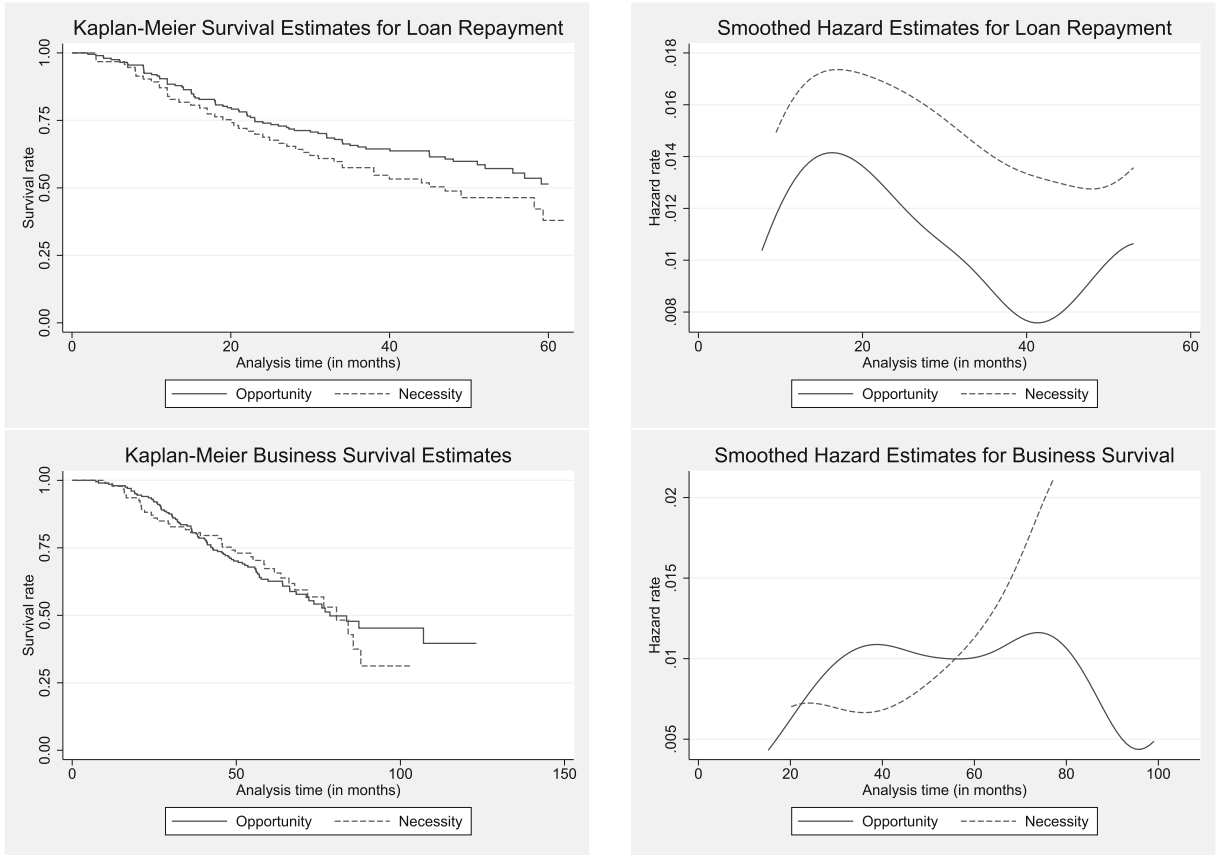 Kaplan-Meier Survival Estimates for Loan Repayment
Survival rate
1.00
0.75
0.50
0.25
0.00
0 20 40 60
Analysis time (in months)
Opportunity Necessity
Smoothed Hazard Estimates for Loan Repayment
Hazard rate
.018
.016
.014
.012
.01
.008
0 20 40 60
Analysis time (in months)
Opportunity Necessity
Kaplan-Meier Business Survival Estimates
Survival rate
1.00
0.75
0.50
0.25
0.00
0 50 100 150
Analysis time (in months)
Opportunity Necessity
Smoothed Hazard Estimates for Business Survival
Hazard rate
.02
.015
.01
.005
0 20 40 60 80 100
Analysis time (in months)
Opportunity Necessity